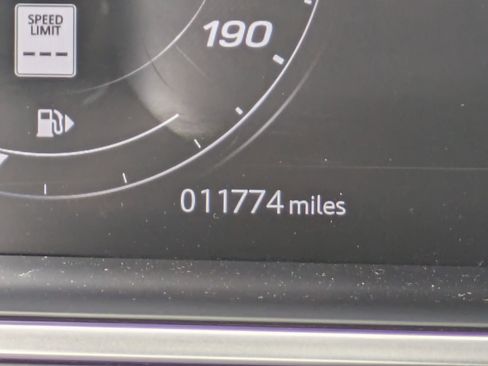 SPEED
LIMIT
---
190
011774 miles